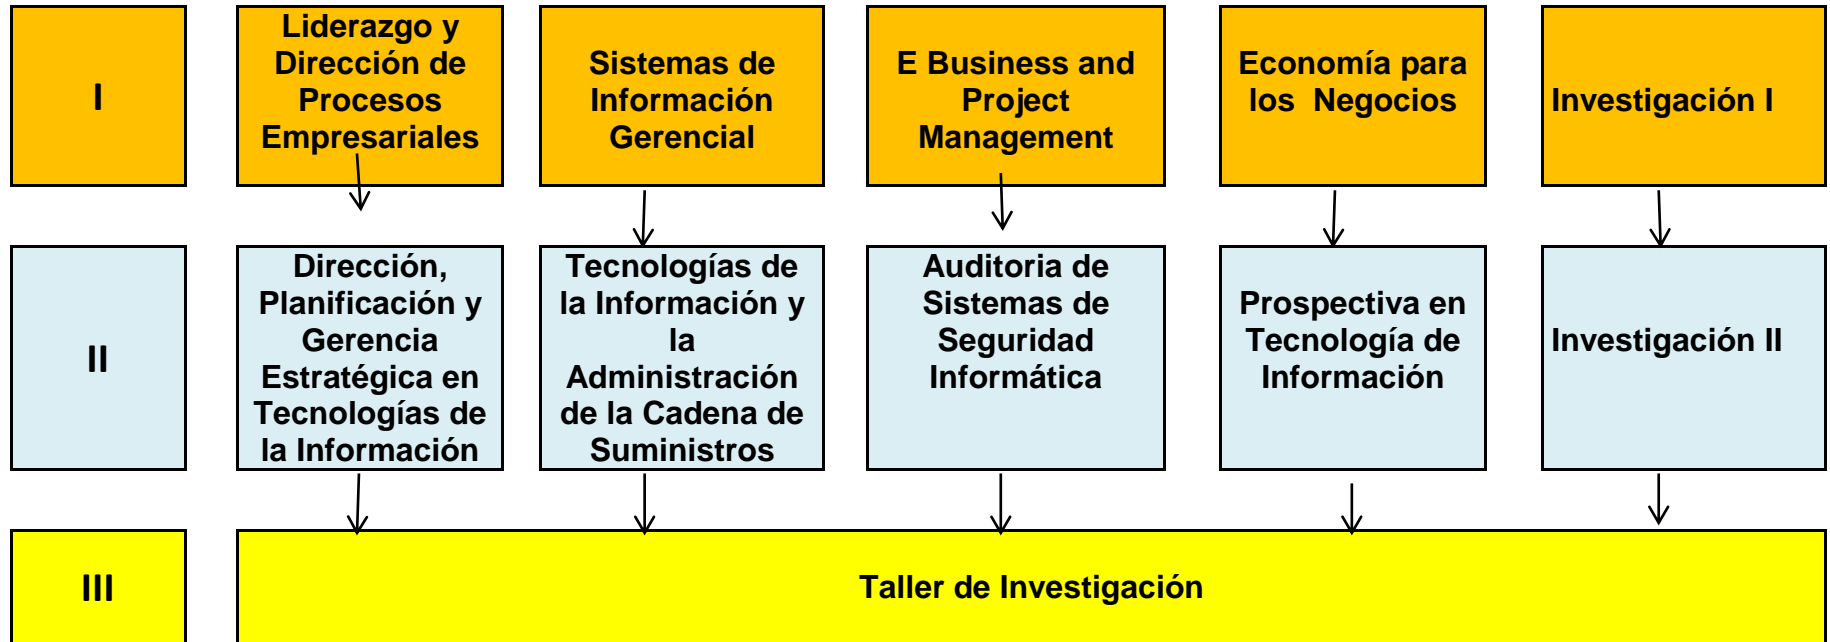 I
Liderazgo y
Dirección de
Procesos
Empresariales
Sistemas de
Información
Gerencial
E Business and
Project
Management
Economía para
los Negocios
Investigación I
II
Dirección,
Planificación y
Gerencia
Estratégica en
Tecnologías de
la Información
Tecnologías de
la Información y
la
Administración
de la Cadena de
Suministros
Auditoria de
Sistemas de
Seguridad
Informática
Prospectiva en
Tecnología de
Información
Investigación II
III
Taller de Investigación